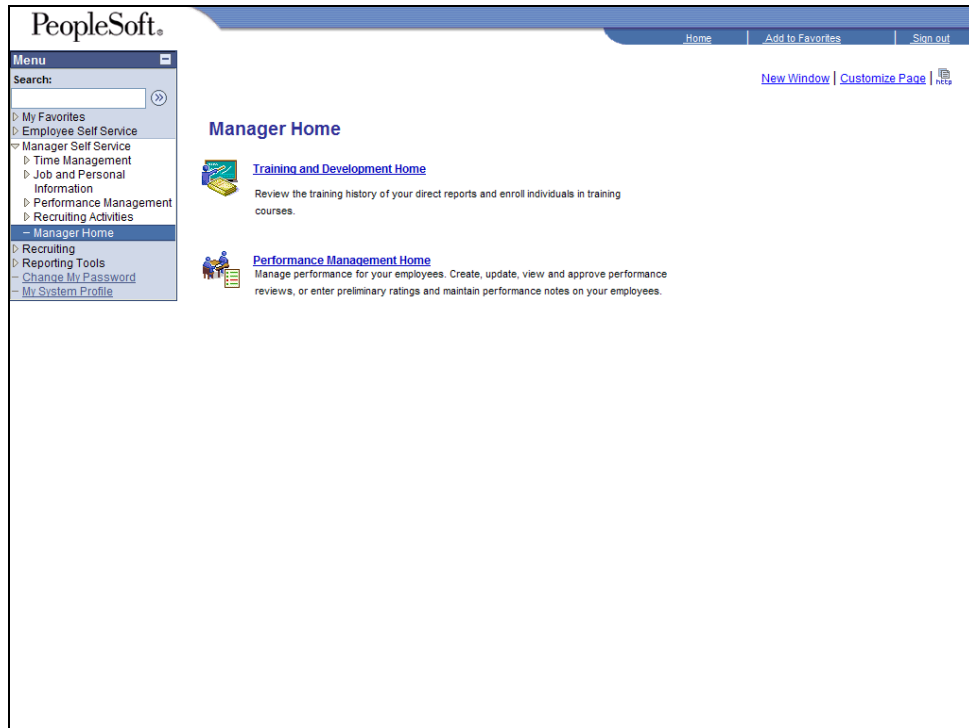 PeopleSoft®
Home
Add to Favorites
Sign out
Menu
Search:
New Window | Customize Page | http
My Favorites
Employee Self Service
Manager Self Service
Time Management
Job and Personal
Information
Performance Management
Recruiting Activities
– Manager Home
Recruiting
Reporting Tools
– Change My Password
– My System Profile
Manager Home
Training and Development Home
Review the training history of your direct reports and enroll individuals in training
courses.
Performance Management Home
Manage performance for your employees. Create, update, view and approve performance
reviews, or enter preliminary ratings and maintain performance notes on your employees.